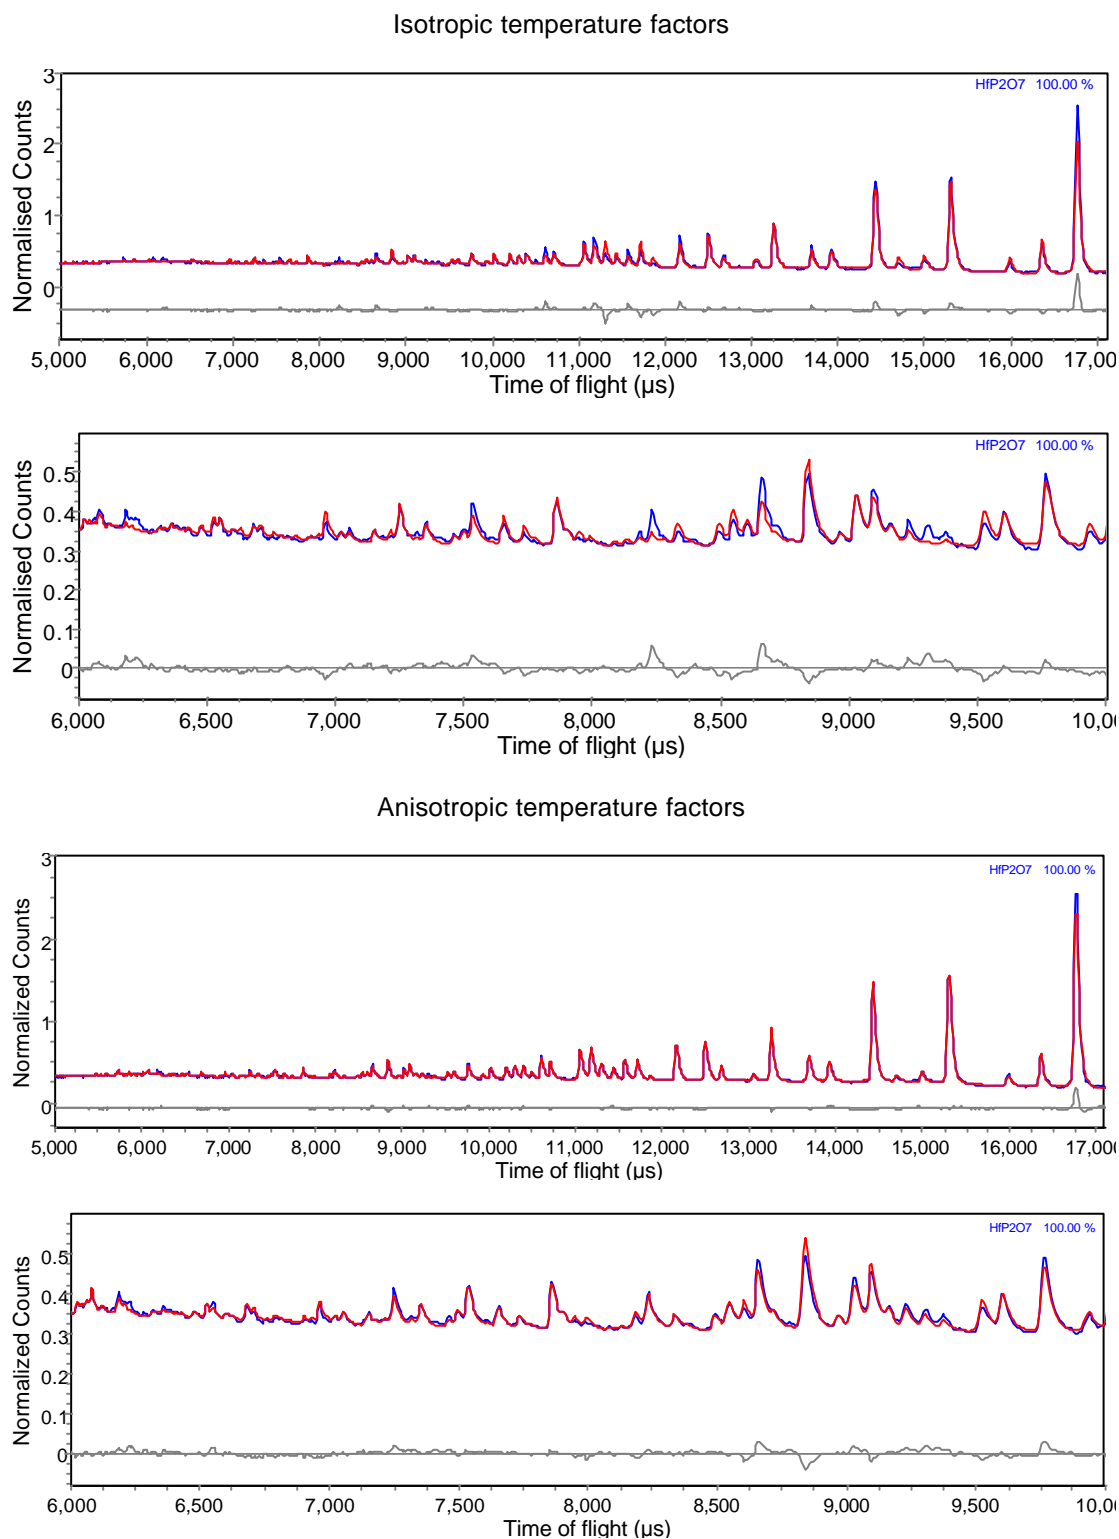 Isotropic temperature factors
3
HfP2O7 100.00 %
2
1
0
Normalised Counts
5,000 6,000 7,000 8,000 9,000 10,000 11,000 12,000 13,000 14,000 15,000 16,000 17,000
Time of flight (µs)
HfP2O7 100.00 %
0.5
0.4
0.3
0.2
0.1
0
Normalised Counts
6,000 6,500 7,000 7,500 8,000 8,500 9,000 9,500 10,00
Time of flight (µs)
Anisotropic temperature factors
3
HfP2O7 100.00 %
2
1
0
Normalized Counts
5,000 6,000 7,000 8,000 9,000 10,000 11,000 12,000 13,000 14,000 15,000 16,000 17,000
Time of flight (µs)
HfP2O7 100.00 %
0.5
0.4
0.3
0.2
0.1
0
Normalized Counts
6,000 6,500 7,000 7,500 8,000 8,500 9,000 9,500 10,00
Time of flight (µs)